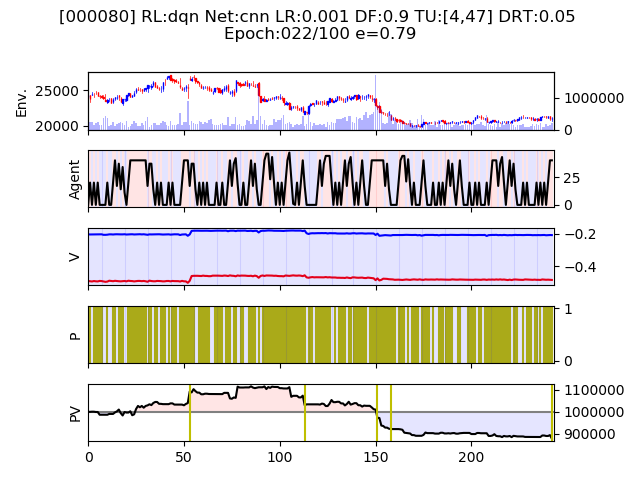 [000080] RL:dqn Net:cnn LR:0.001 DF:0.9 TU:[4,47] DRT:0.05
Epoch:022/100 e=0.79
Env.
25000
20000
1000000
0
Agent
25
0
V
−0.2
−0.4
P
1
0
PV
1100000
1000000
900000
0
50
100
150
200